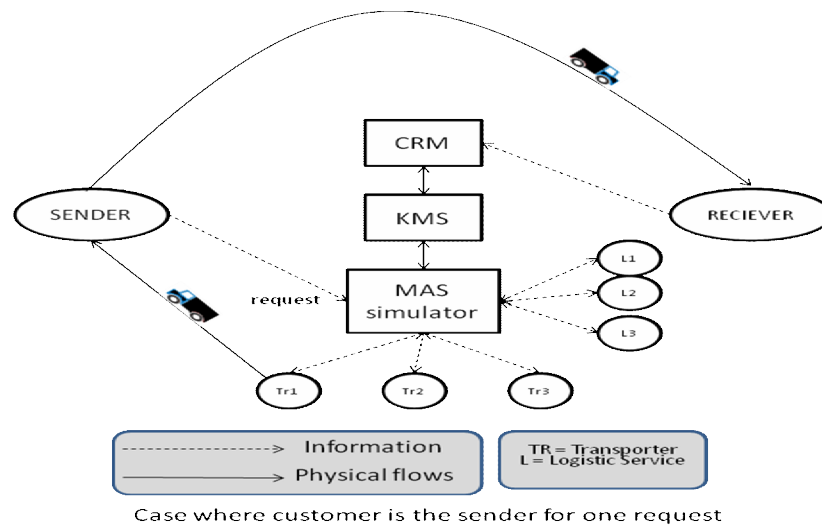 CRM
SENDER
KMS
RECIEVER
L1
request
MAS
simulator
L2
L3
Tr1
Tr2
Tr3
Information
Physical flows
TR = Transporter
L = Logistic Service
Case where customer is the sender for one request